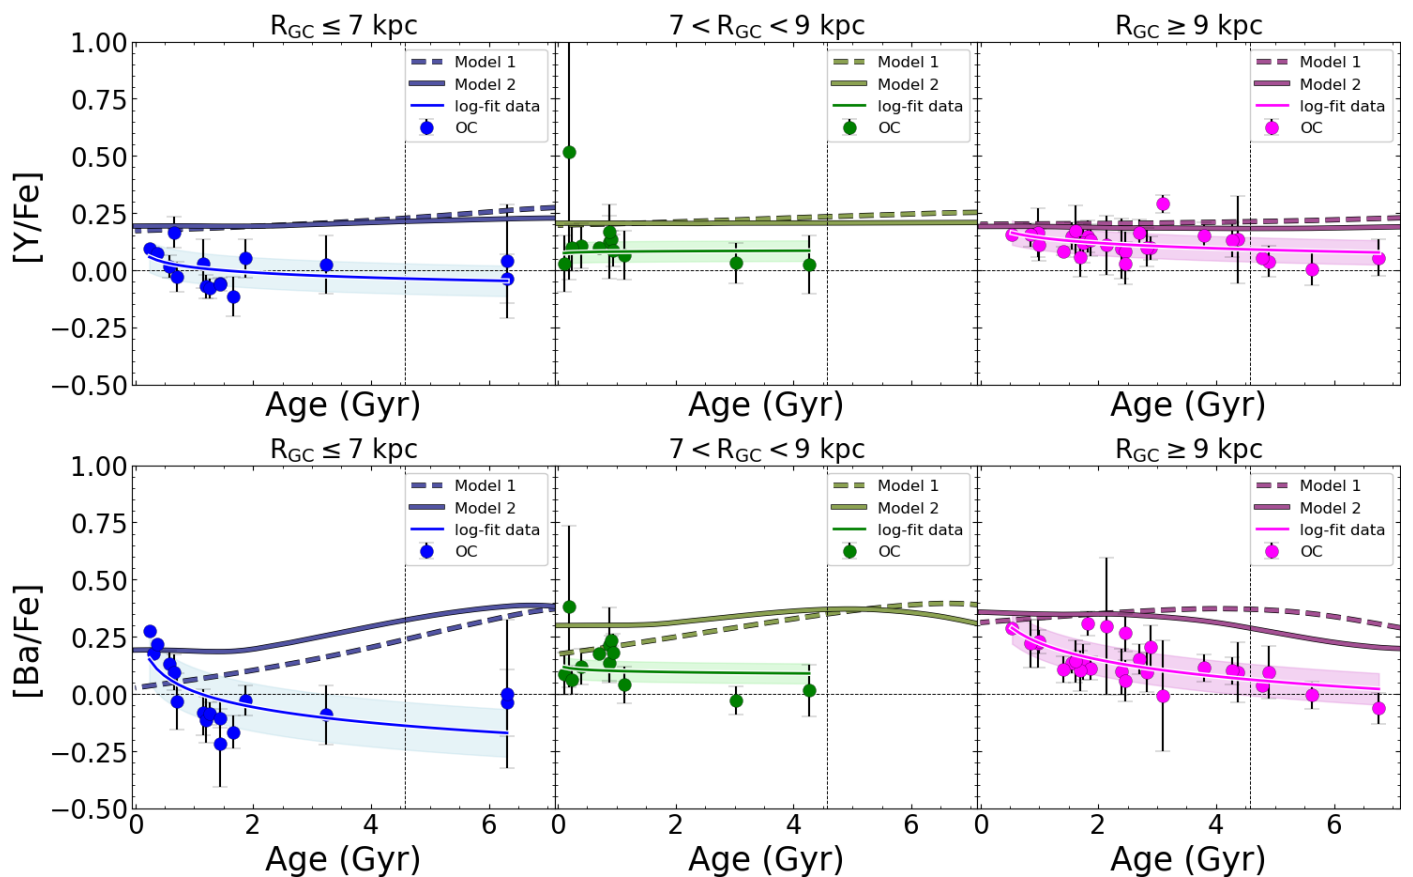 R_GC ≤ 7 kpc
7 < R_GC < 9 kpc
R_GC ≥ 9 kpc
[Y/Fe]
1.00
0.75
0.50
0.25
0.00
−0.25
−0.50
Model 1
Model 2
log-fit data
OC
Model 1
Model 2
log-fit data
OC
Model 1
Model 2
log-fit data
OC
Age (Gyr)
Age (Gyr)
Age (Gyr)
R_GC ≤ 7 kpc
7 < R_GC < 9 kpc
R_GC ≥ 9 kpc
[Ba/Fe]
1.00
0.75
0.50
0.25
0.00
−0.25
−0.50
Model 1
Model 2
log-fit data
OC
Model 1
Model 2
log-fit data
OC
Model 1
Model 2
log-fit data
OC
0 2 4 6
0 2 4 6
0 2 4 6
Age (Gyr)
Age (Gyr)
Age (Gyr)